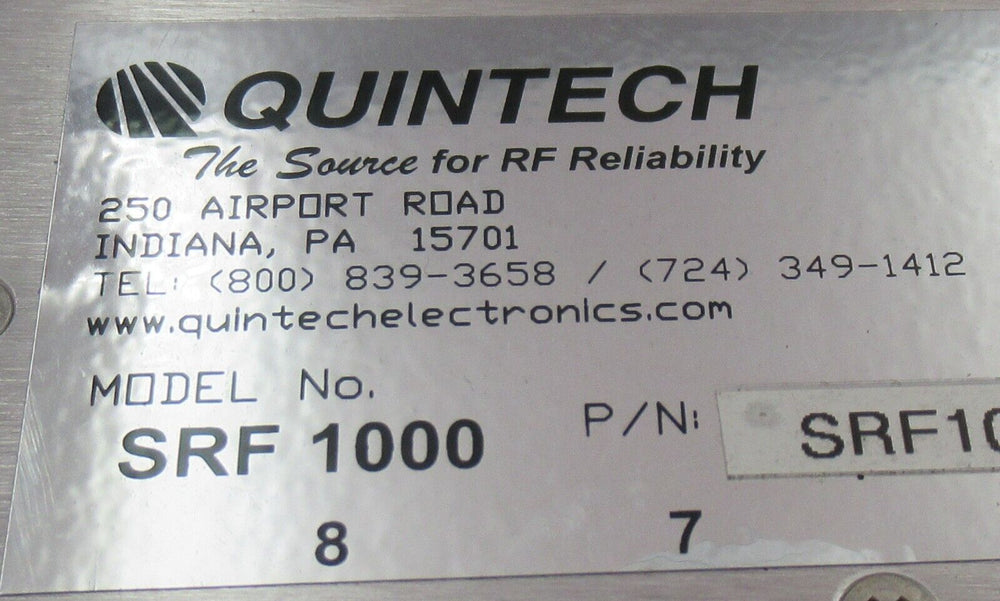 QUINTECH
The Source for RF Reliability
250 AIRPORT ROAD
INDIANA, PA 15701
TEL: (800) 839-3658 / (724) 349-1412
www.quintechelectronics.com
MODEL No.
P/N:
SRF 1000
8 7